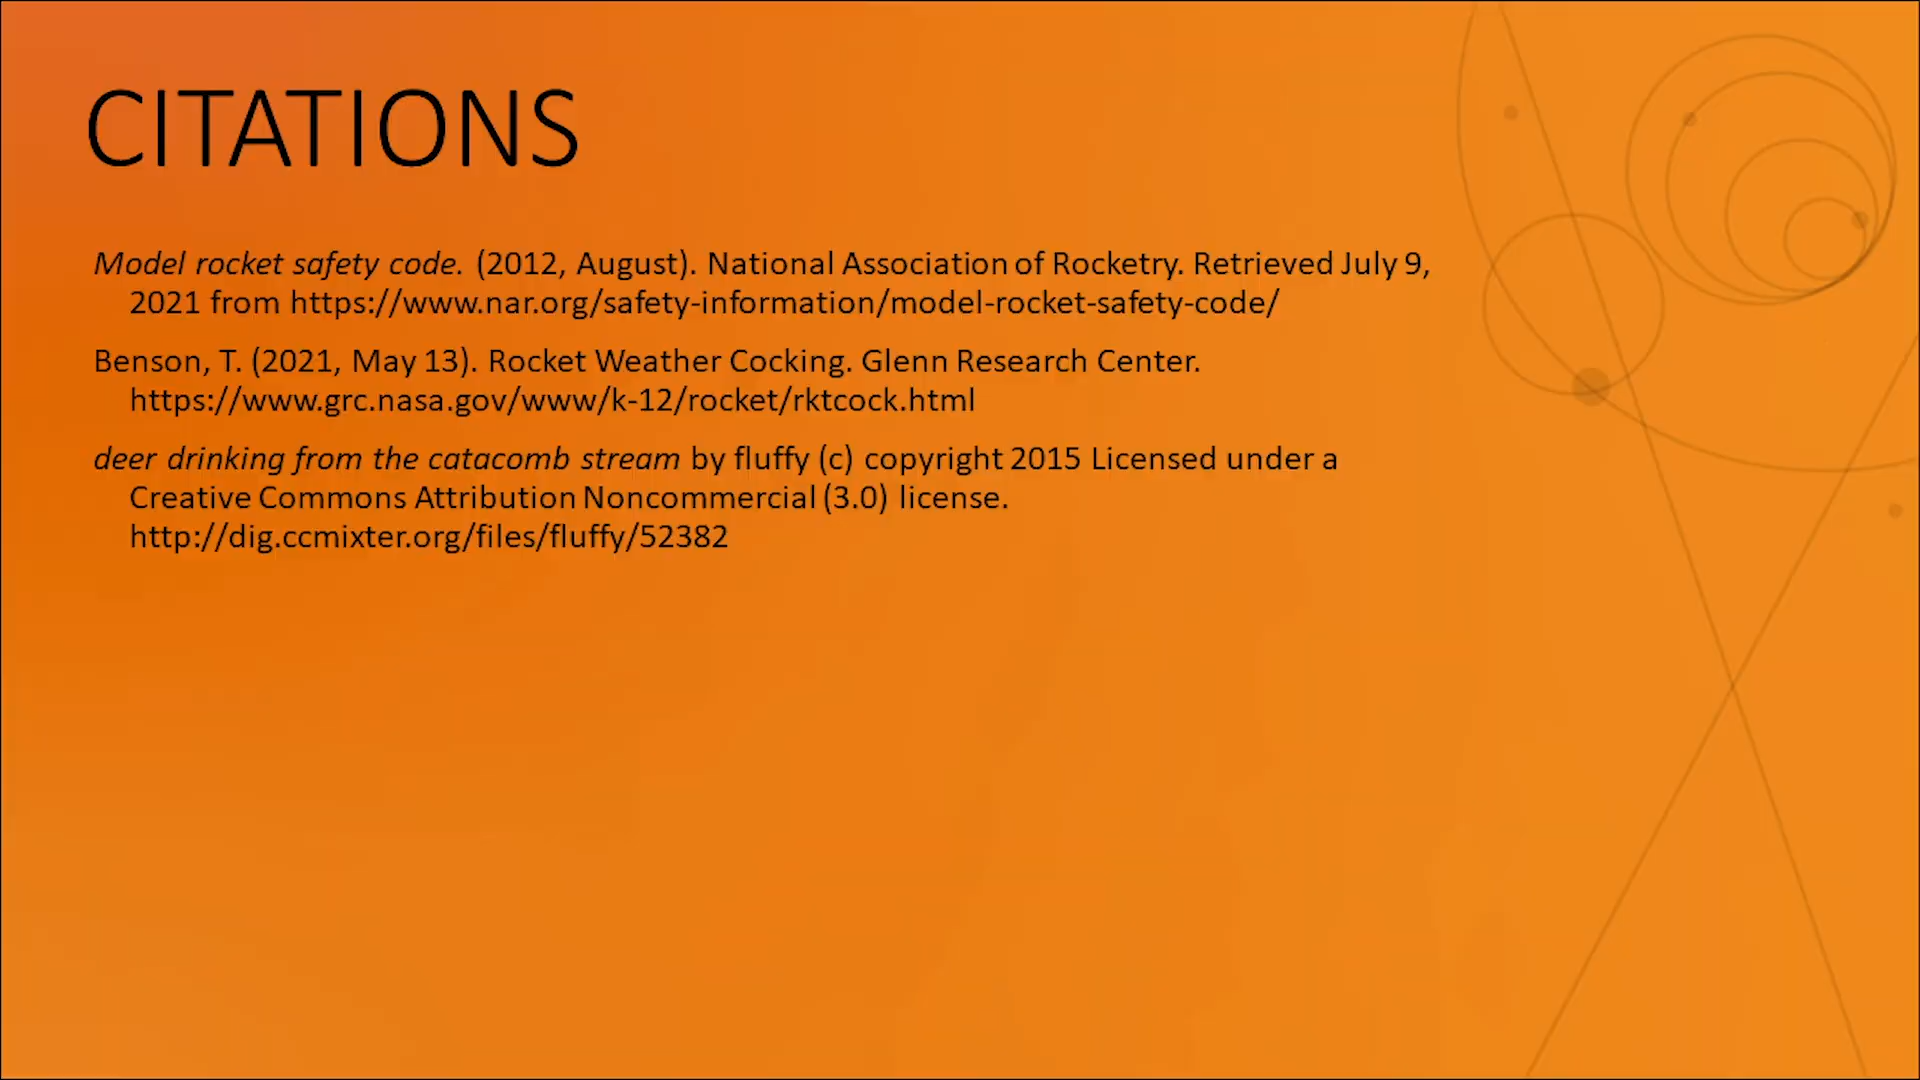 CITATIONS
Model rocket safety code. (2012, August). National Association of Rocketry. Retrieved July 9,
2021 from https://www.nar.org/safety-information/model-rocket-safety-code/
Benson, T. (2021, May 13). Rocket Weather Cocking. Glenn Research Center.
https://www.grc.nasa.gov/www/k-12/rocket/rktcock.html
deer drinking from the catacomb stream by fluffy (c) copyright 2015 Licensed under a
Creative Commons Attribution Noncommercial (3.0) license.
http://dig.ccmixter.org/files/fluffy/52382